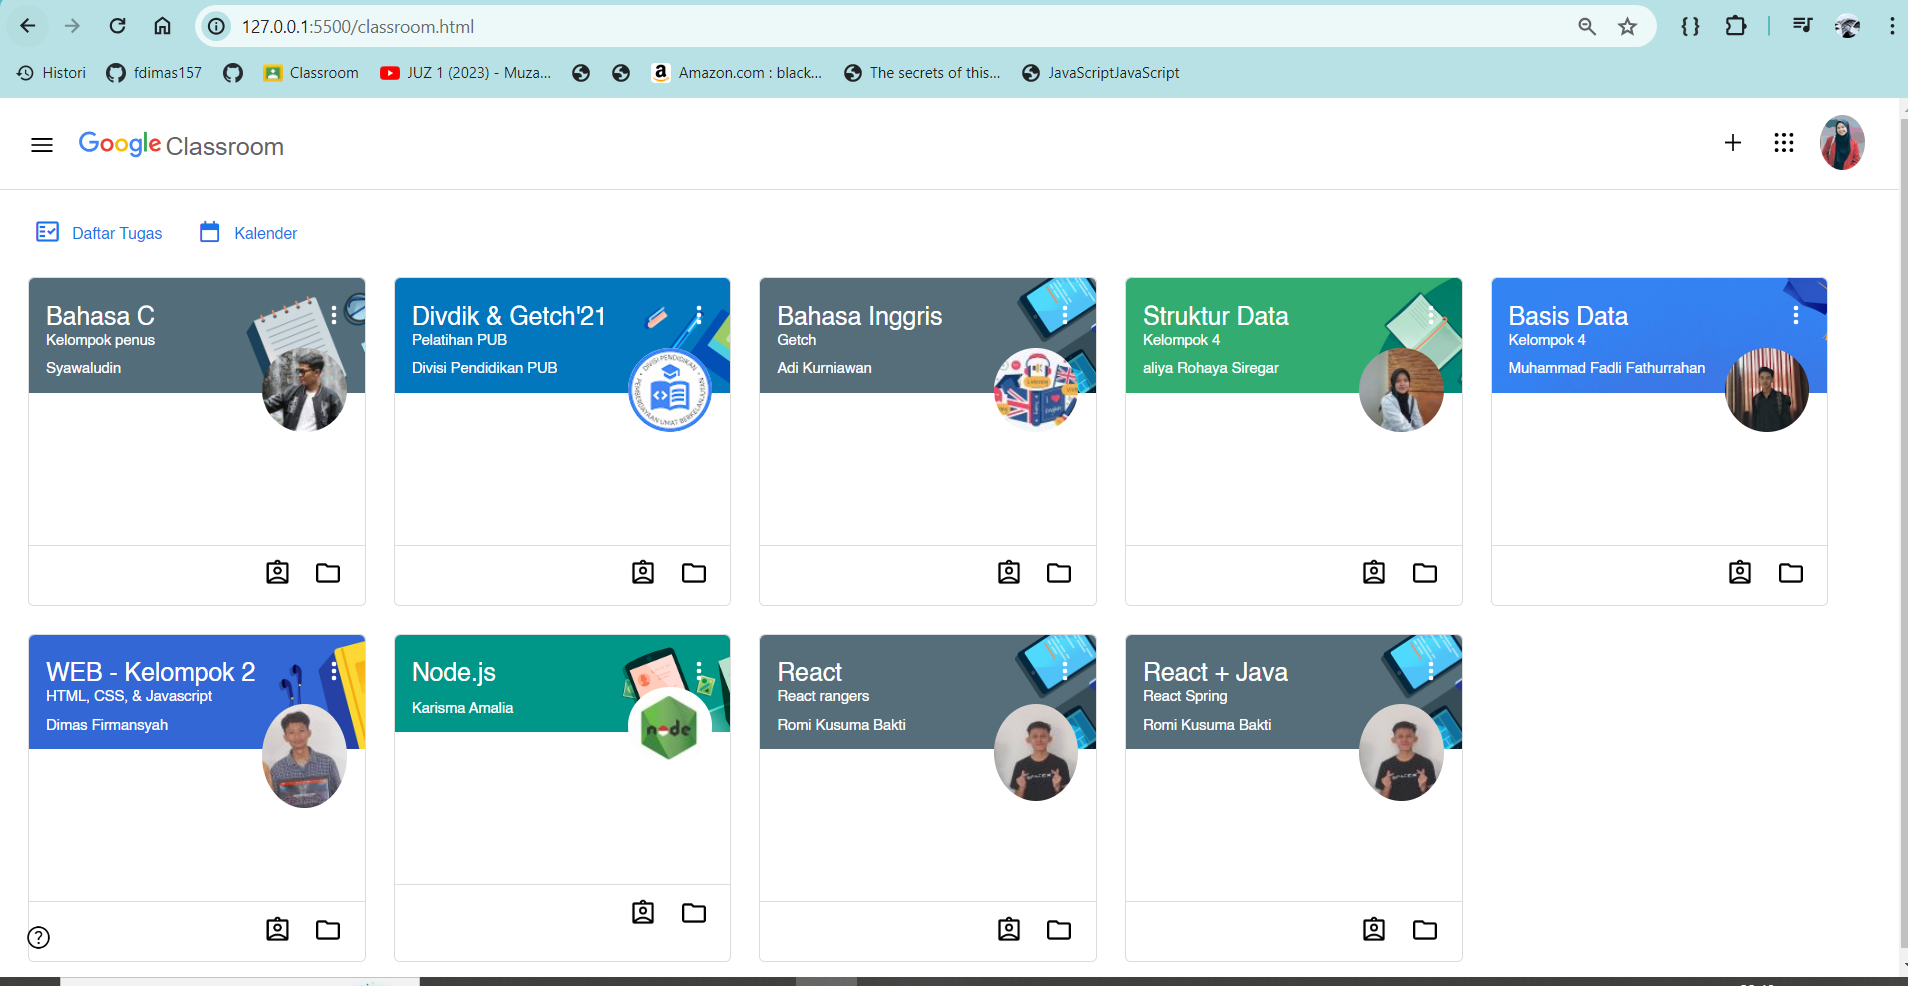 127.0.0.1:5500/classroom.html
Histori
fdimas157
Classroom
JUZ 1 (2023) - Muza...
Amazon.com : black...
The secrets of this...
JavaScriptJavaScript
Google Classroom
Daftar Tugas
Kalender
Bahasa C
Kelompok penus
Syawaludin
Divdik & Getch'21
Pelatihan PUB
Divisi Pendidikan PUB
Bahasa Inggris
Getch
Adi Kurniawan
Struktur Data
Kelompok 4
aliya Rohaya Siregar
Basis Data
Kelompok 4
Muhammad Fadli Fathurrahan
WEB - Kelompok 2
HTML, CSS, & Javascript
Dimas Firmansyah
Node.js
Karisma Amalia
node
React
React rangers
Romi Kusuma Bakti
React + Java
React Spring
Romi Kusuma Bakti